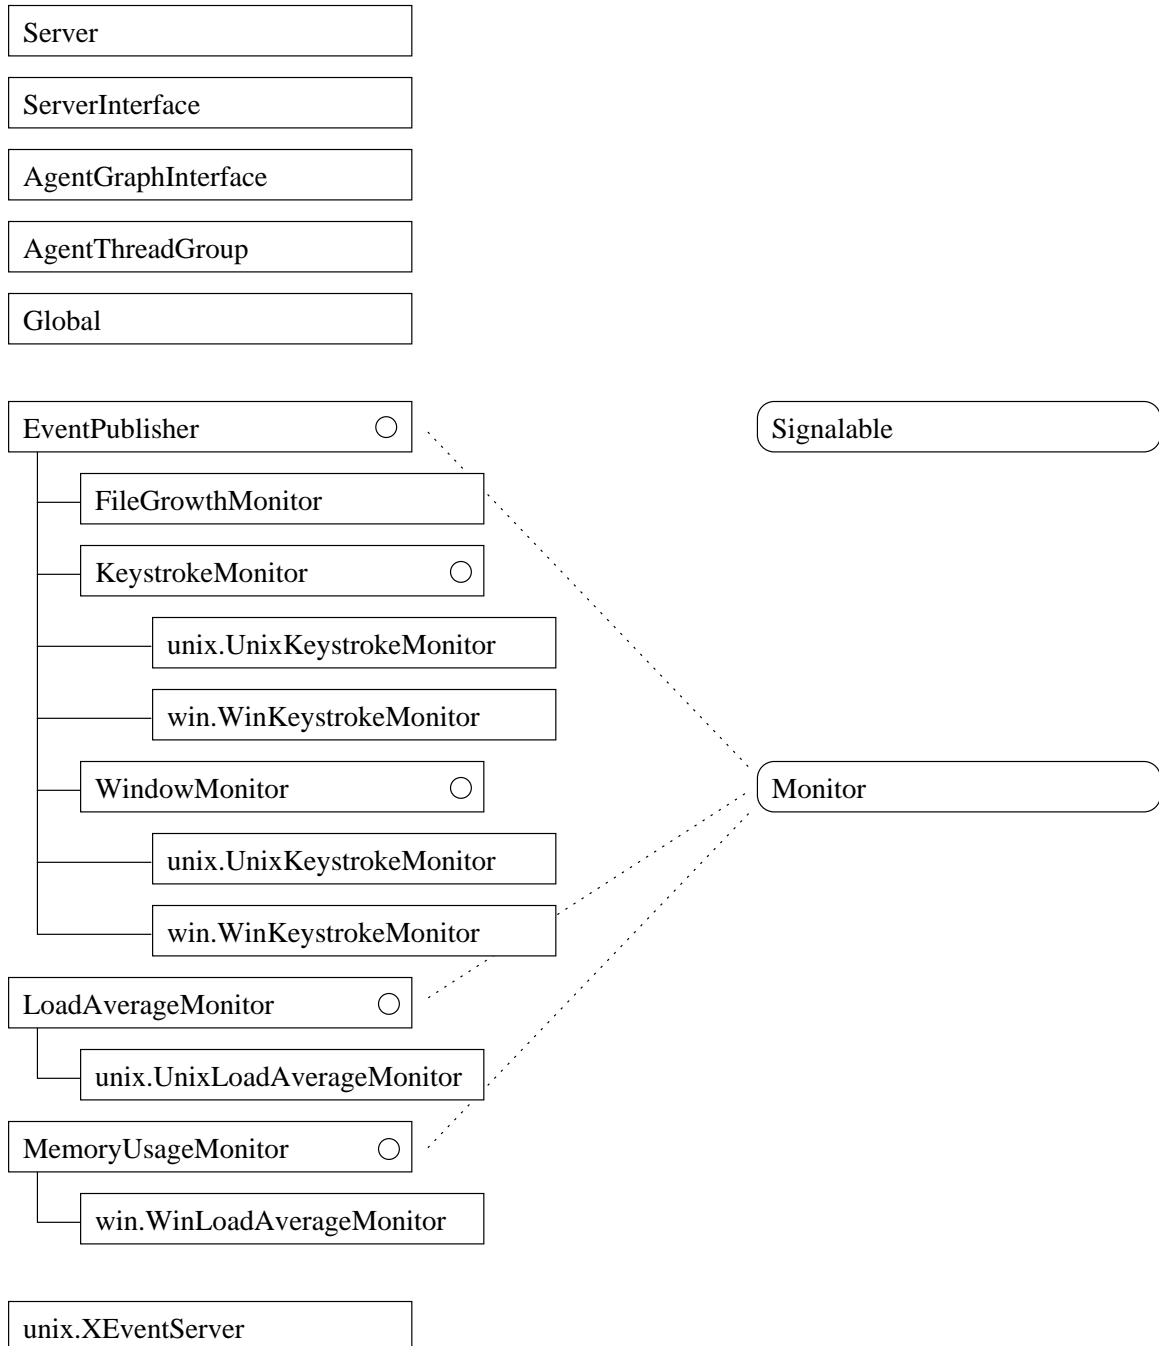 Server
ServerInterface
AgentGraphInterface
AgentThreadGroup
Global
EventPublisher
Signalable
FileGrowthMonitor
KeystrokeMonitor
unix.UnixKeystrokeMonitor
win.WinKeystrokeMonitor
WindowMonitor
Monitor
unix.UnixKeystrokeMonitor
win.WinKeystrokeMonitor
LoadAverageMonitor
unix.UnixLoadAverageMonitor
MemoryUsageMonitor
win.WinLoadAverageMonitor
unix.XEventServer